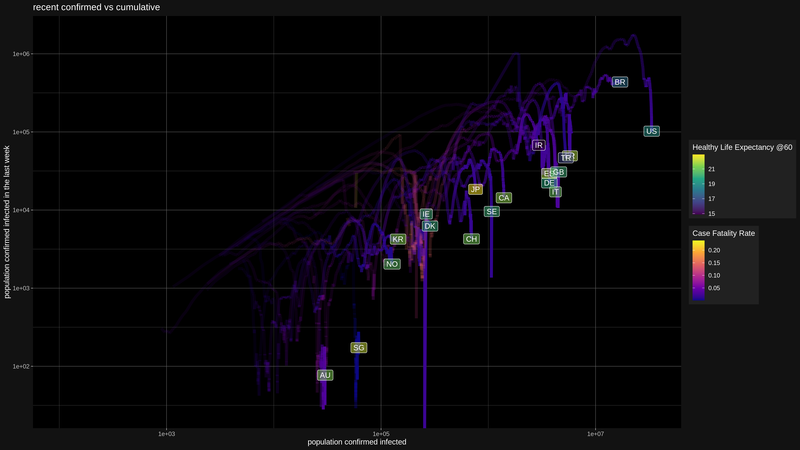 recent confirmed vs cumulative
population confirmed infected in the last week
1e+06
1e+05
1e+04
1e+03
1e+02
BR
US
IR
TR
ES
GB
DE
IT
JP
CA
SE
IE
DK
CH
KR
NO
SG
AU
1e+03
1e+05
1e+07
population confirmed infected
Healthy Life Expectancy @60
21
19
17
15
Case Fatality Rate
0.20
0.15
0.10
0.05